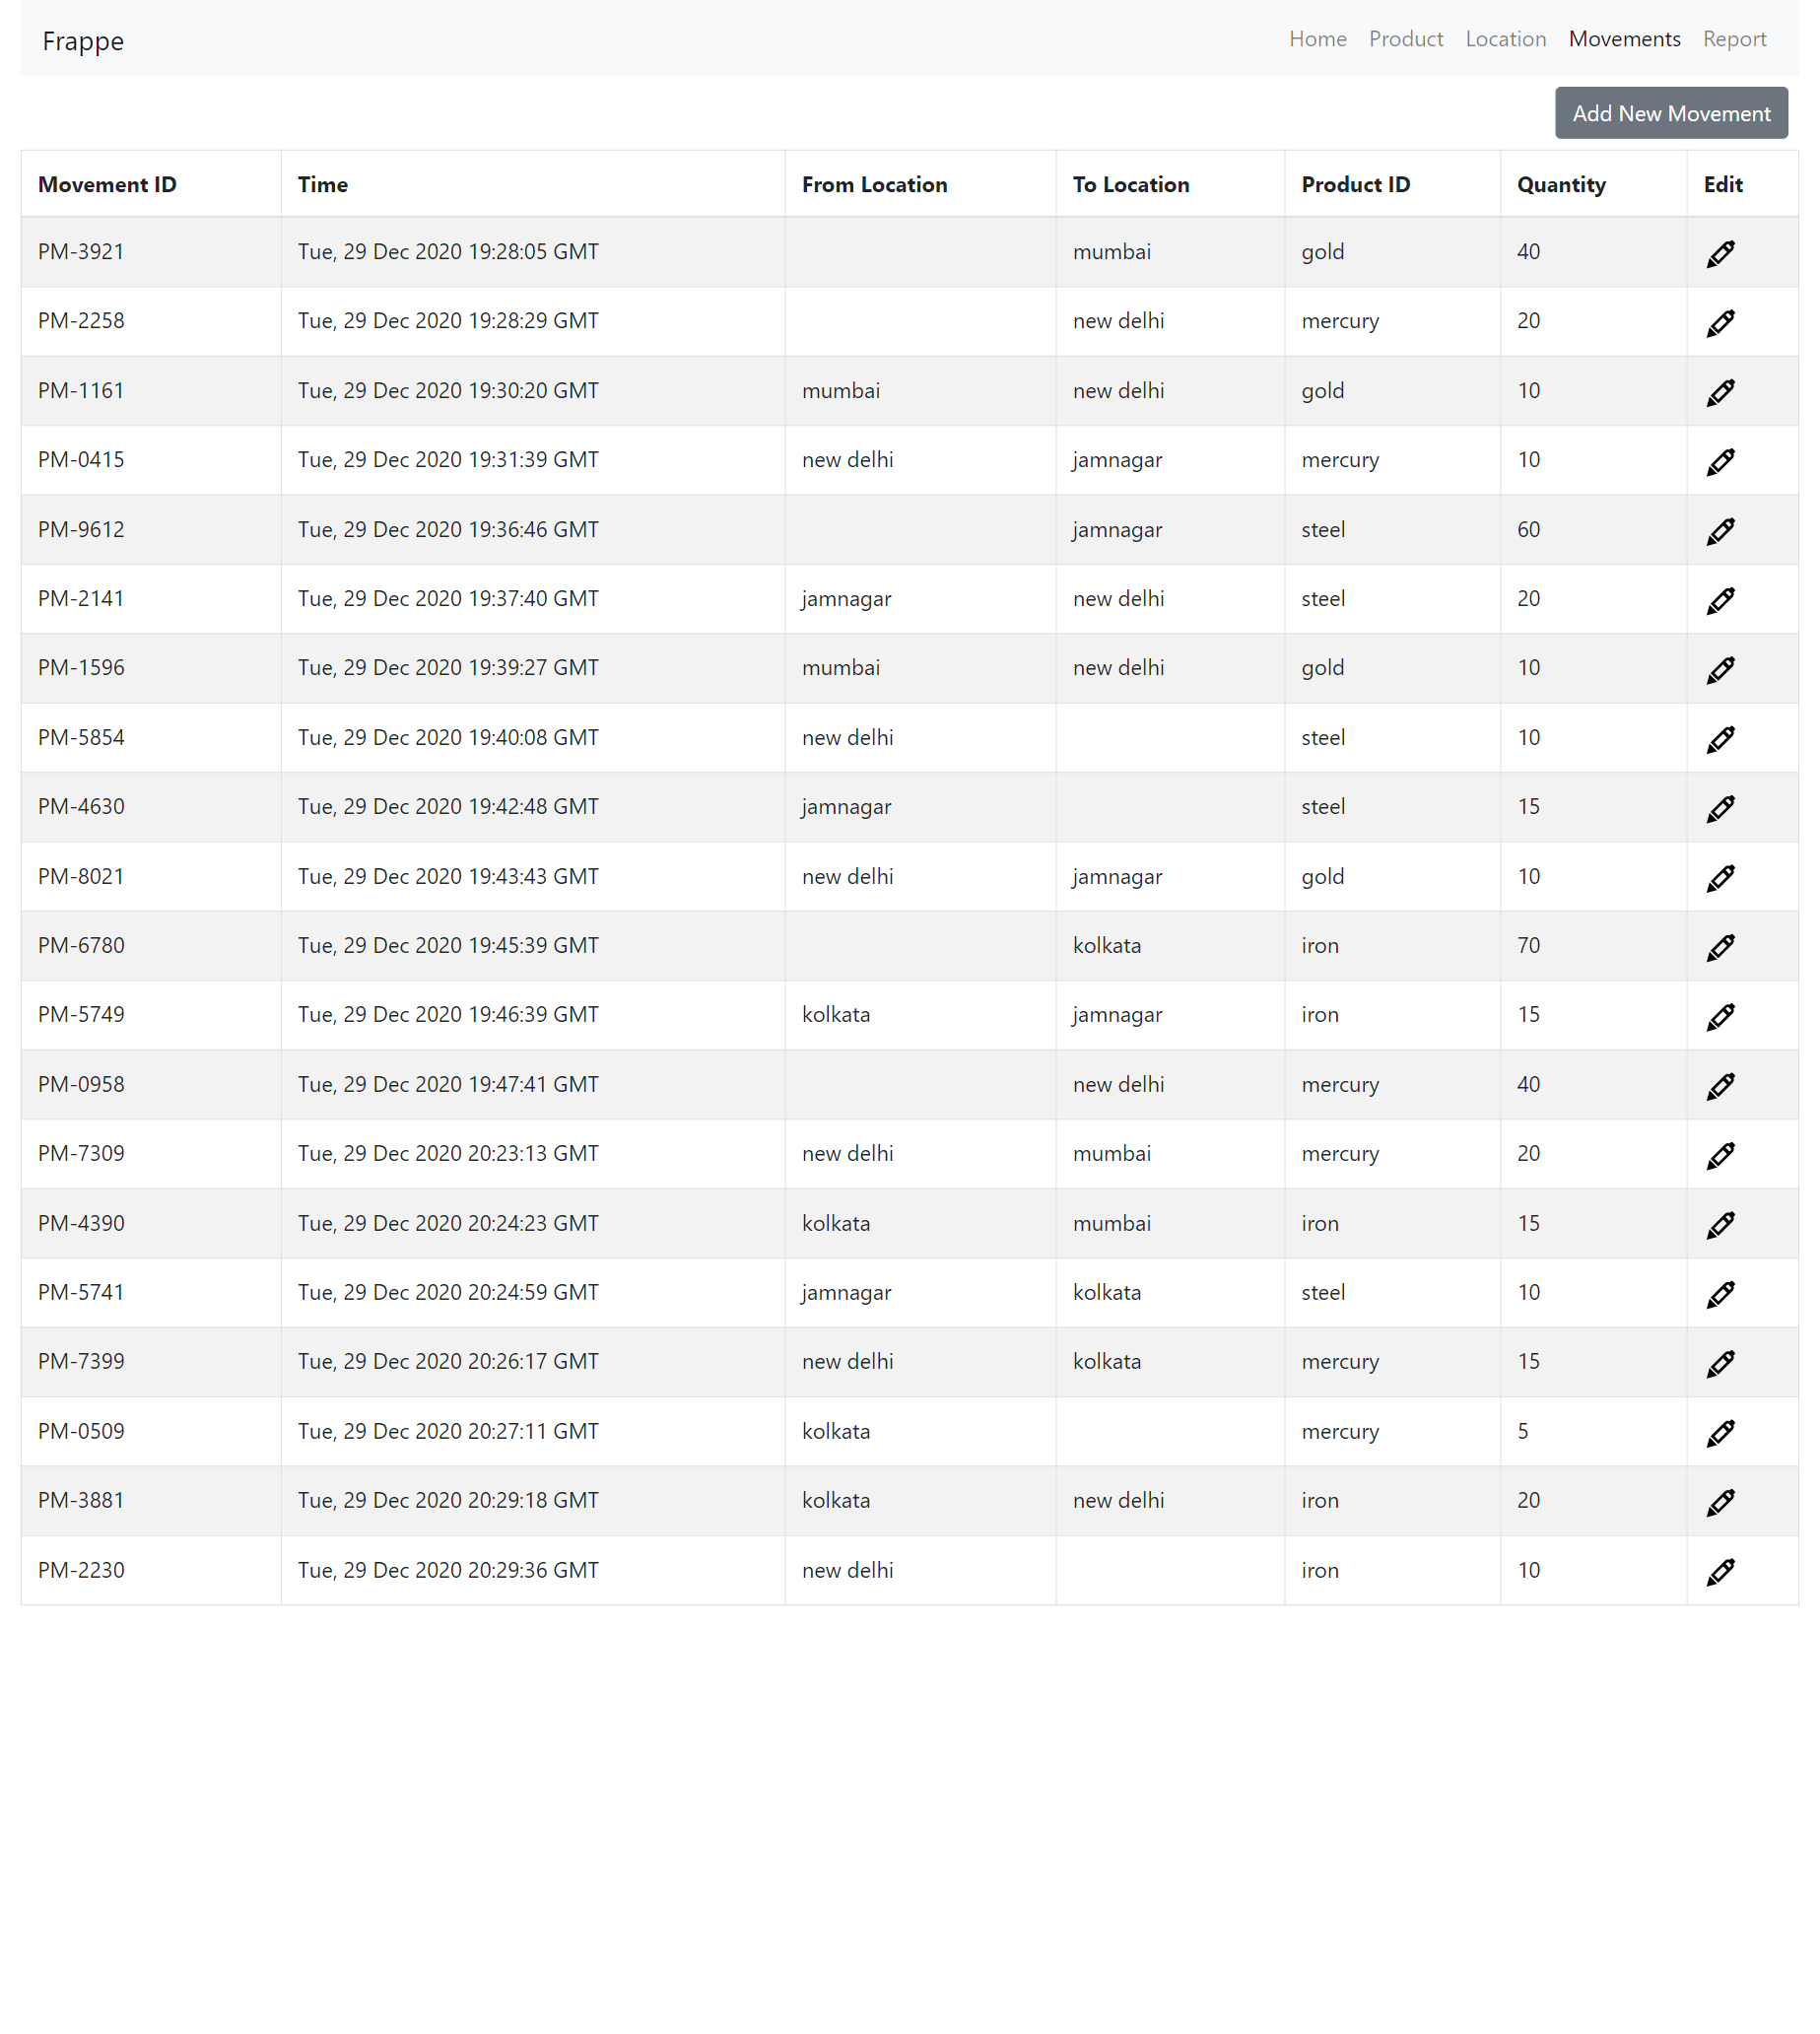 Frappe Home Product Location Movements Report
Add New Movement
Movement ID Time From Location To Location Product ID Quantity Edit
PM-3921 Tue, 29 Dec 2020 19:28:05 GMT mumbai gold 40
PM-2258 Tue, 29 Dec 2020 19:28:29 GMT new delhi mercury 20
PM-1161 Tue, 29 Dec 2020 19:30:20 GMT mumbai new delhi gold 10
PM-0415 Tue, 29 Dec 2020 19:31:39 GMT new delhi jamnagar mercury 10
PM-9612 Tue, 29 Dec 2020 19:36:46 GMT jamnagar steel 60
PM-2141 Tue, 29 Dec 2020 19:37:40 GMT jamnagar new delhi steel 20
PM-1596 Tue, 29 Dec 2020 19:39:27 GMT mumbai new delhi gold 10
PM-5854 Tue, 29 Dec 2020 19:40:08 GMT new delhi steel 10
PM-4630 Tue, 29 Dec 2020 19:42:48 GMT jamnagar steel 15
PM-8021 Tue, 29 Dec 2020 19:43:43 GMT new delhi jamnagar gold 10
PM-6780 Tue, 29 Dec 2020 19:45:39 GMT kolkata iron 70
PM-5749 Tue, 29 Dec 2020 19:46:39 GMT kolkata jamnagar iron 15
PM-0958 Tue, 29 Dec 2020 19:47:41 GMT new delhi mercury 40
PM-7309 Tue, 29 Dec 2020 20:23:13 GMT new delhi mumbai mercury 20
PM-4390 Tue, 29 Dec 2020 20:24:23 GMT kolkata mumbai iron 15
PM-5741 Tue, 29 Dec 2020 20:24:59 GMT jamnagar kolkata steel 10
PM-7399 Tue, 29 Dec 2020 20:26:17 GMT new delhi kolkata mercury 15
PM-0509 Tue, 29 Dec 2020 20:27:11 GMT kolkata mercury 5
PM-3881 Tue, 29 Dec 2020 20:29:18 GMT kolkata new delhi iron 20
PM-2230 Tue, 29 Dec 2020 20:29:36 GMT new delhi iron 10